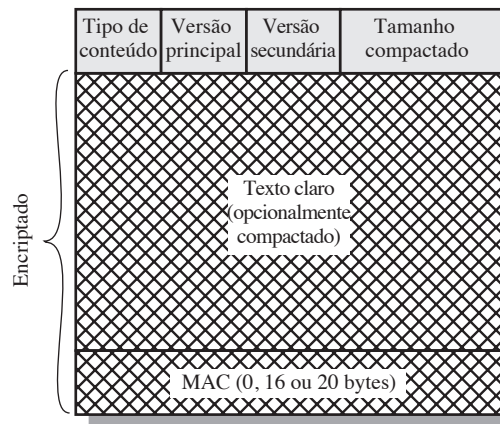 Tipo de
conteúdo
Versão
principal
Versão
secundária
Tamanho
compactado
Encriptado
Texto claro
(opcionalmente
compactado)
MAC (0, 16 ou 20 bytes)